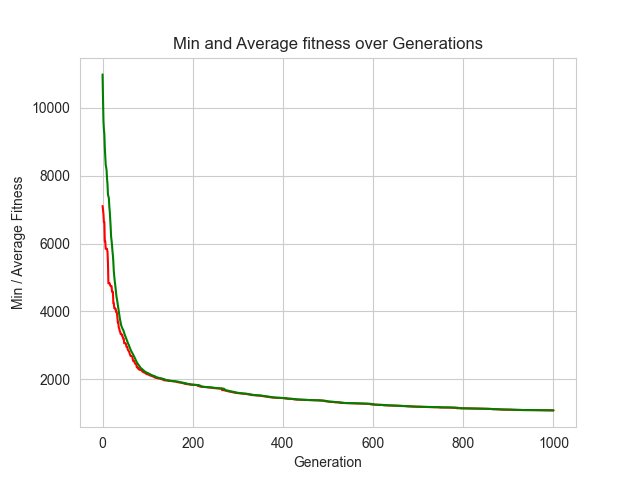 Min and Average fitness over Generations
10000
8000
6000
4000
2000
Min / Average Fitness
0 200 400 600 800 1000
Generation